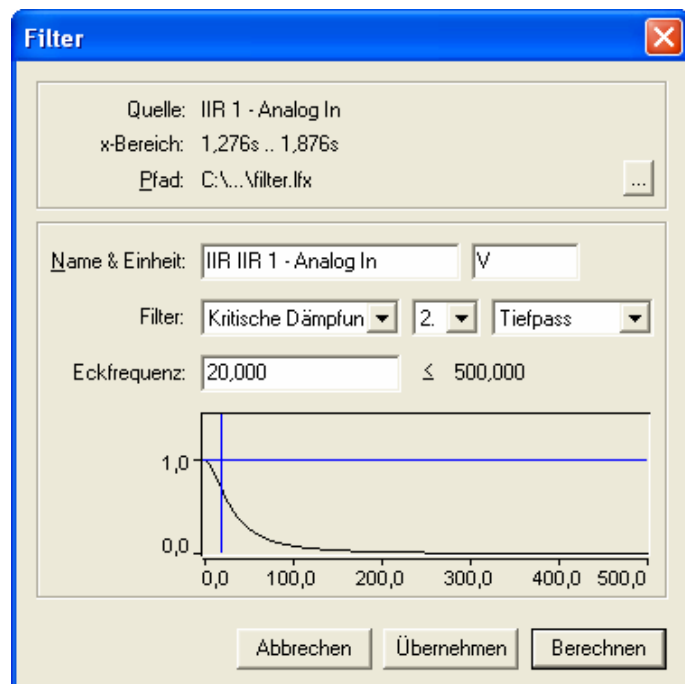 Filter
Quelle: IIR 1 - Analog In
x-Bereich: 1,276s .. 1,876s
Pfad: C:\...\filter.lfx
...
Name & Einheit: IIR IIR 1 - Analog In V
Filter: Kritische Dämpfun 2. Tiefpass
Eckfrequenz: 20,000 ≤ 500,000
1,0
0,0
0,0 100,0 200,0 300,0 400,0 500,0
Abbrechen Übernehmen Berechnen